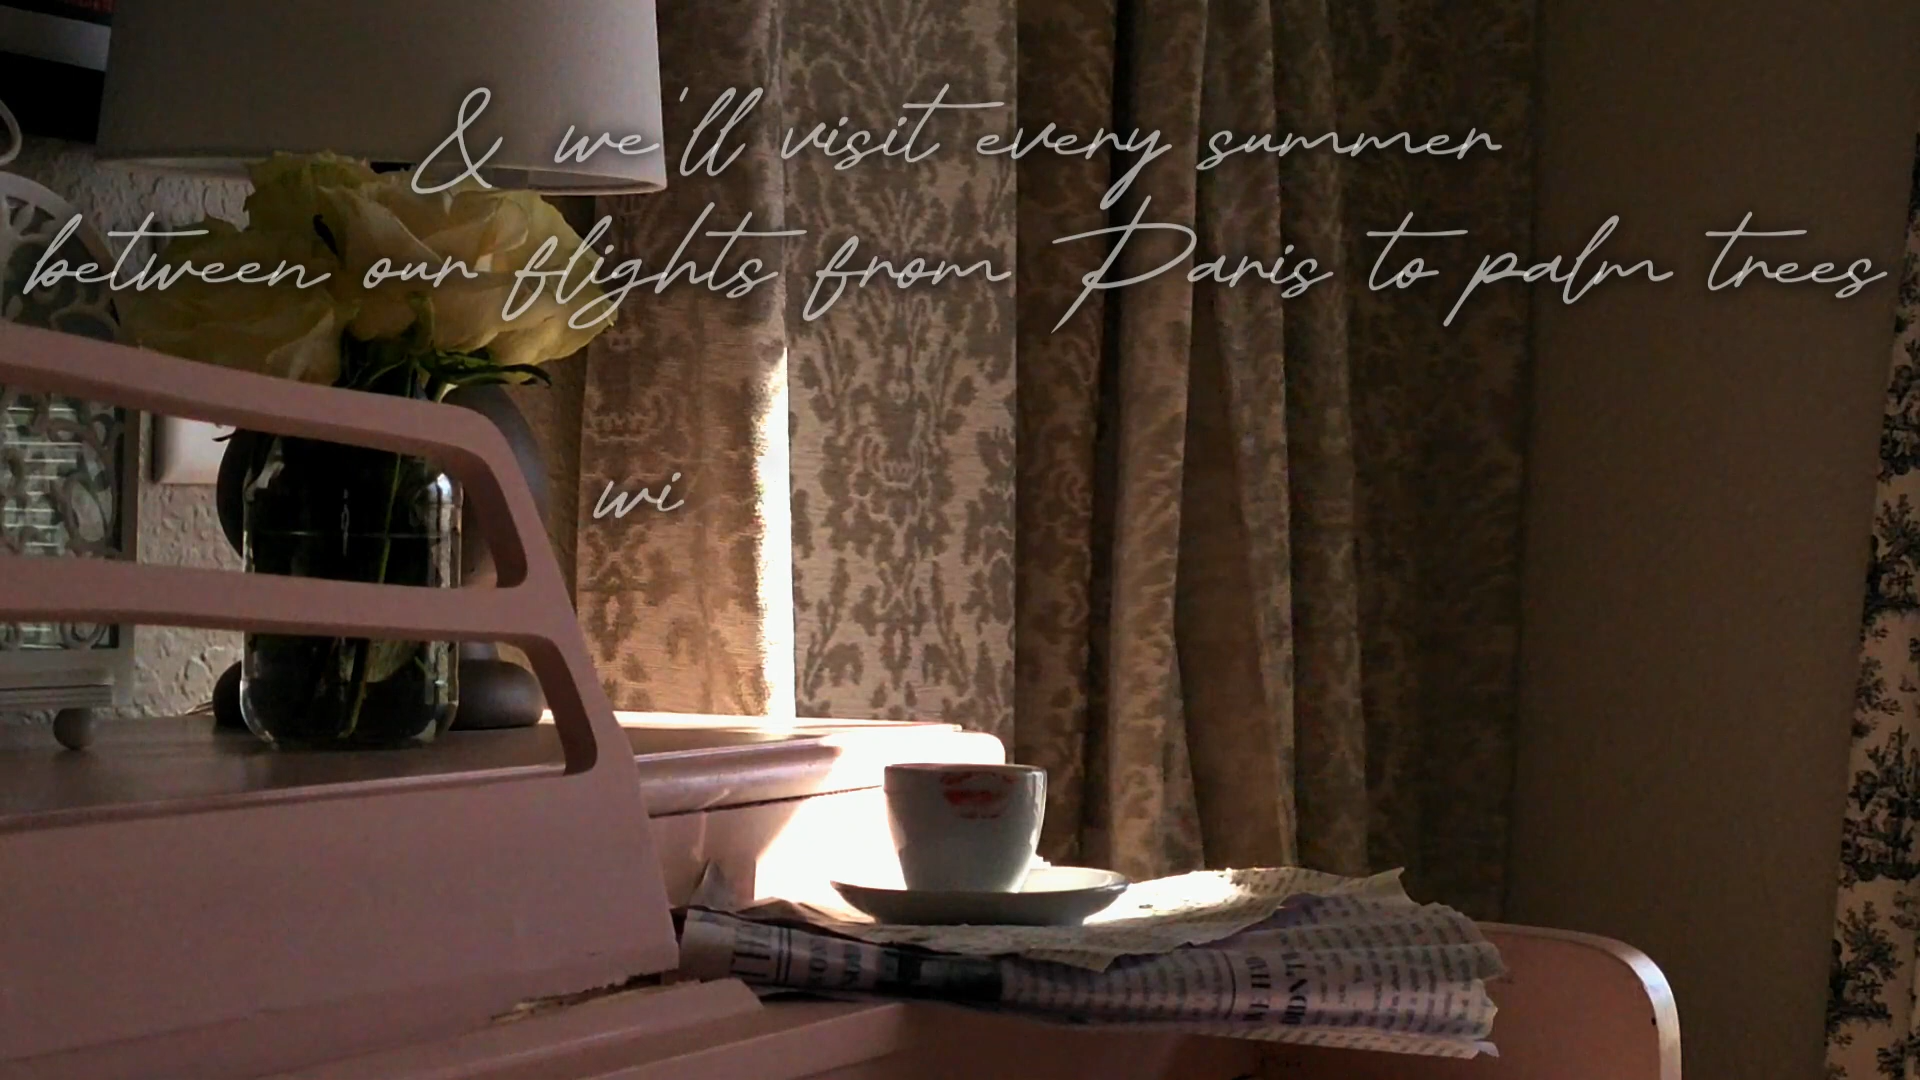 & we'll visit every summer
between our flights from Paris to palm trees
wi